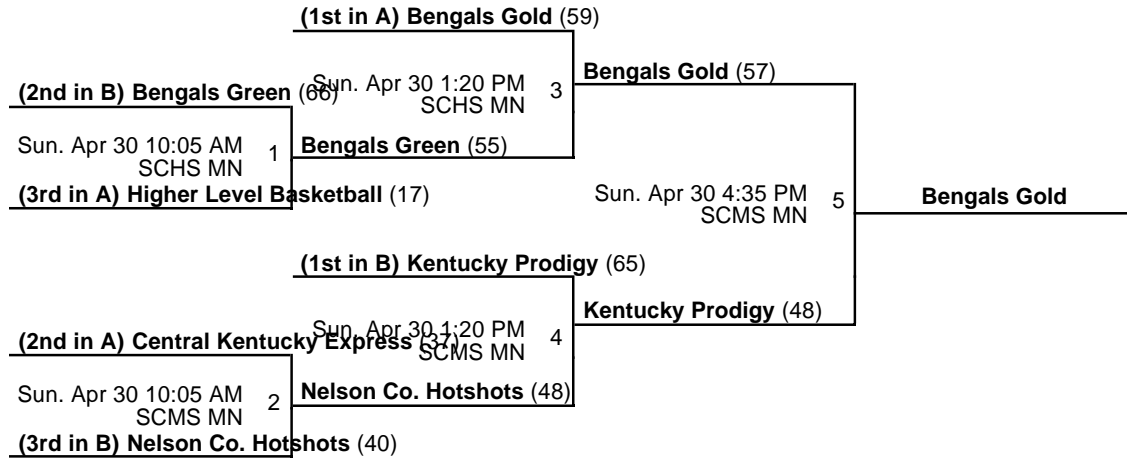 (1st in A) Bengals Gold (59)
Sun. Apr 30 1:20 PM
SCHS MN
3
Bengals Gold (57)
(2nd in B) Bengals Green (66)
Sun. Apr 30 10:05 AM
SCHS MN
1
Bengals Green (55)
(3rd in A) Higher Level Basketball (17)
Sun. Apr 30 4:35 PM
SCMS MN
5
Bengals Gold
(1st in B) Kentucky Prodigy (65)
Sun. Apr 30 1:20 PM
SCMS MN
4
Kentucky Prodigy (48)
(2nd in A) Central Kentucky Express (37)
Sun. Apr 30 10:05 AM
SCMS MN
2
Nelson Co. Hotshots (48)
(3rd in B) Nelson Co. Hotshots (40)